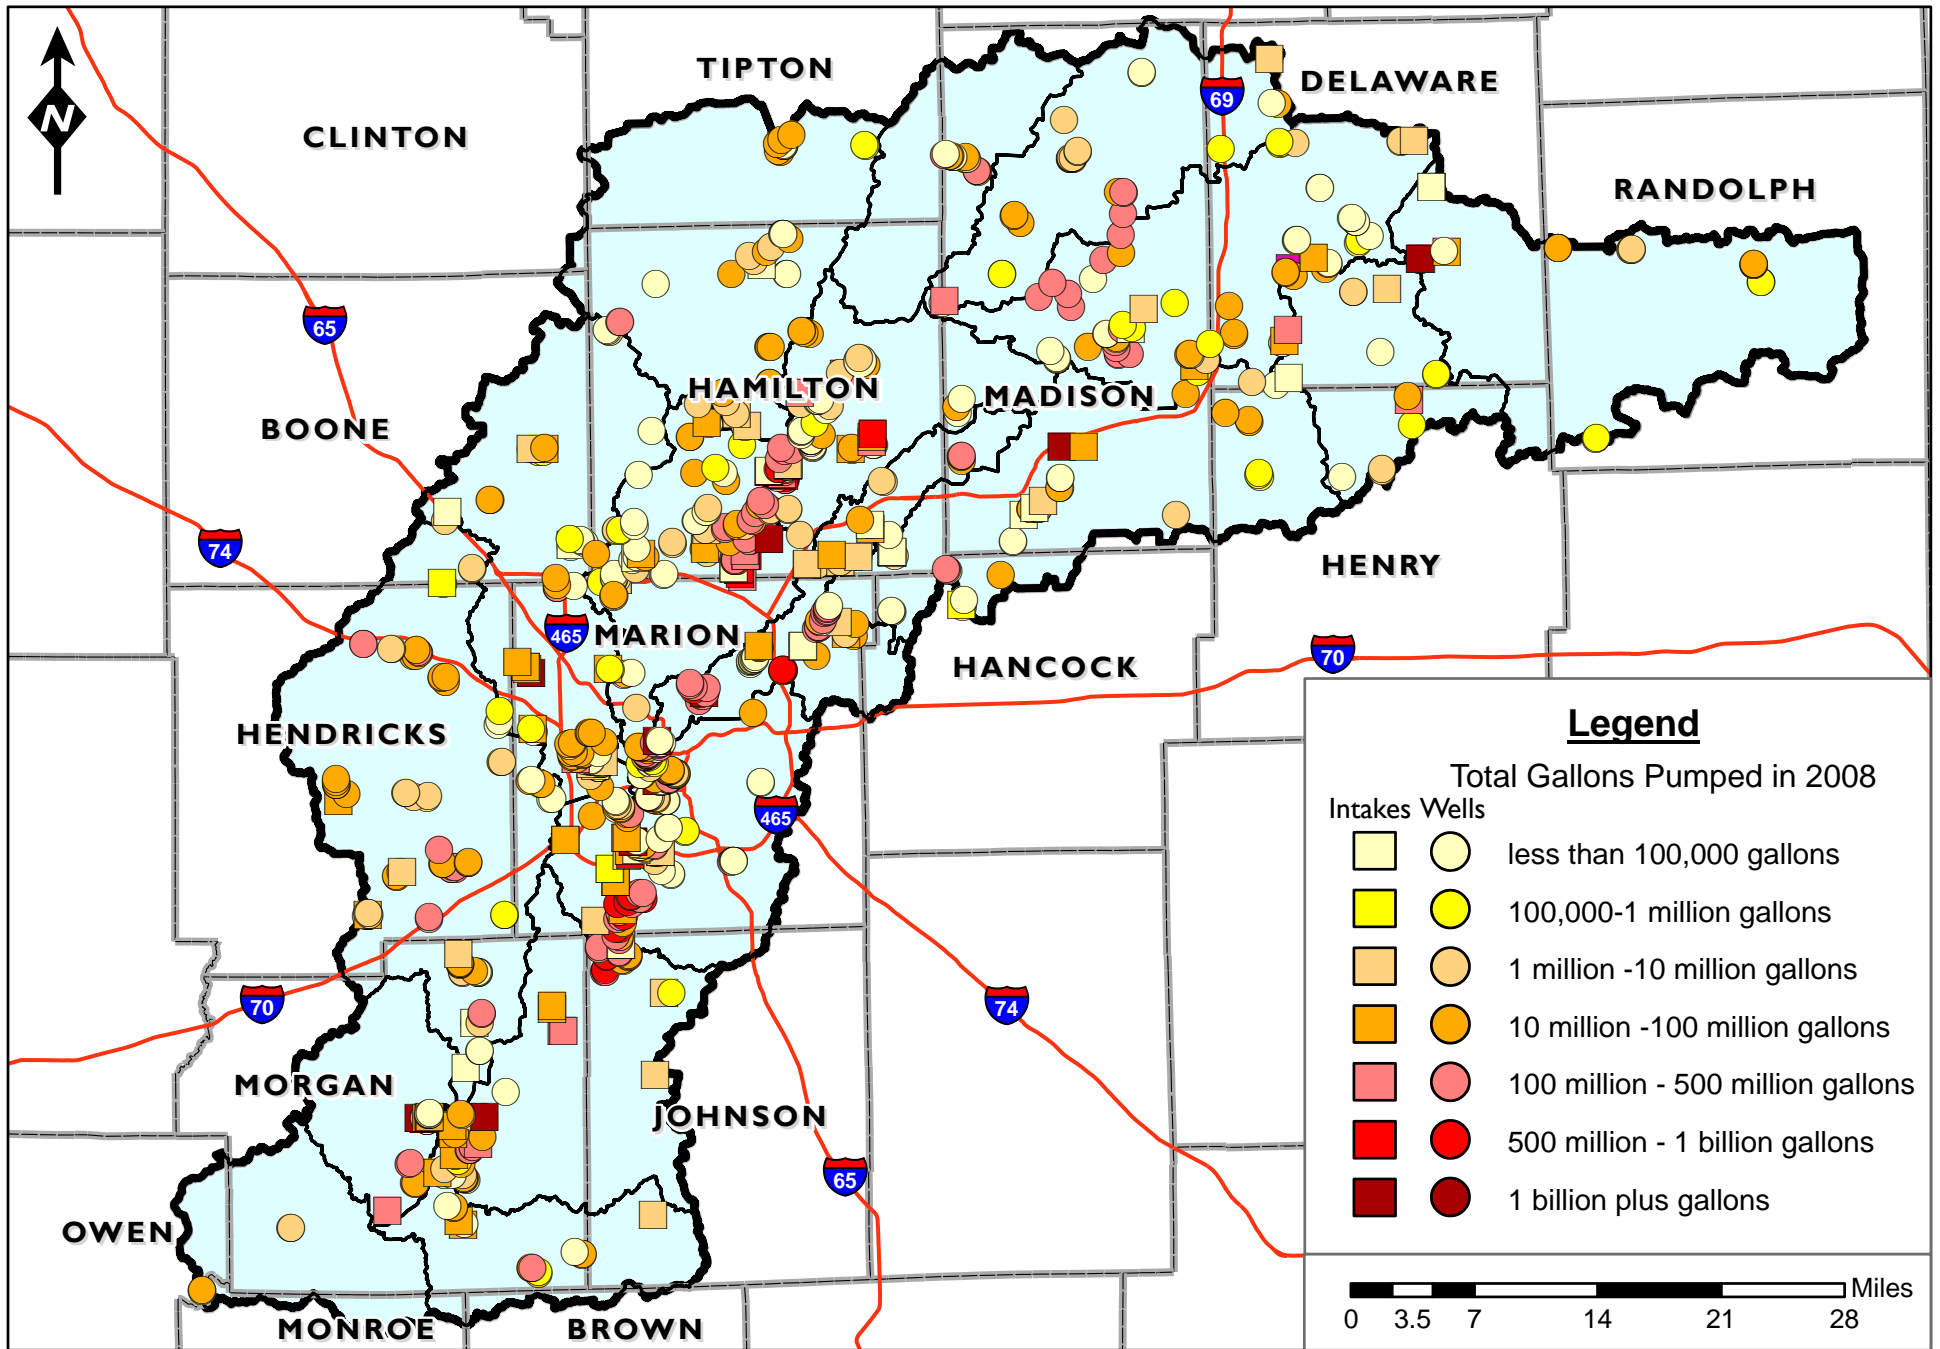 TIPTON
DELAWARE
CLINTON
N
69
RANDOLPH
65
HAMILTON
MADISON
BOONE
74
HENRY
465
MARION
HANCOCK
70
HENDRICKS
465
70
74
MORGAN
JOHNSON
65
OWEN
MONROE
BROWN
Legend
Total Gallons Pumped in 2008
Intakes Wells
less than 100,000 gallons
100,000-1 million gallons
1 million -10 million gallons
10 million -100 million gallons
100 million - 500 million gallons
500 million - 1 billion gallons
1 billion plus gallons
Miles
0 3.5 7 14 21 28